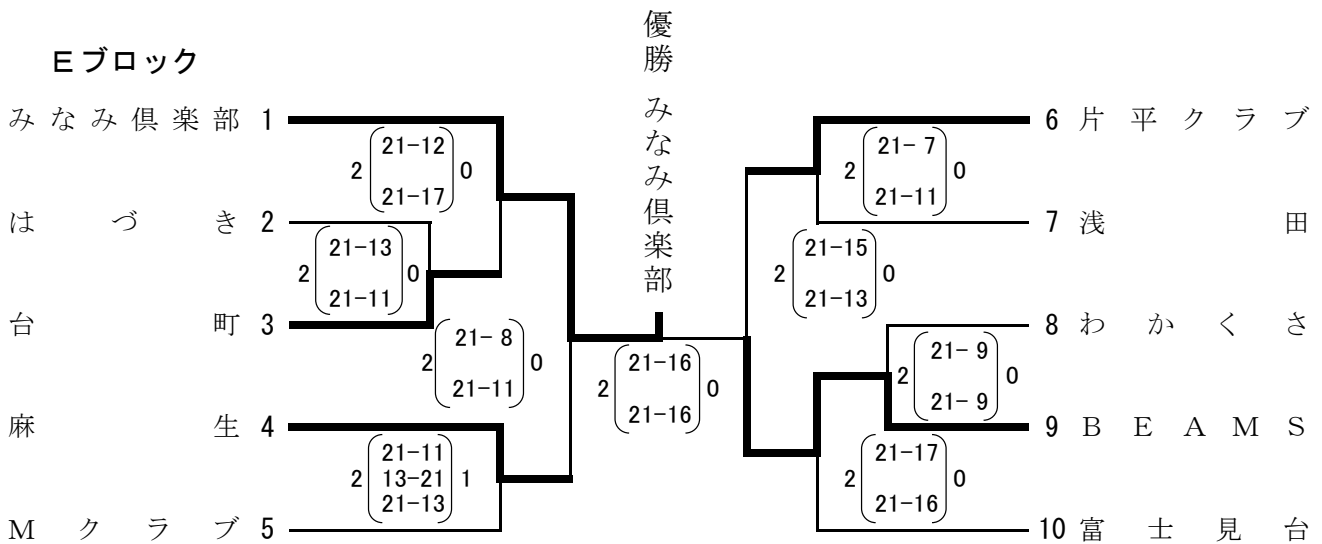 優勝 みなみ倶楽部
Eブロック
みなみ倶楽部 1
2 21-12 0
21-17
はづき 2
2 21-13 0
21-11
台町 3
2 21- 8 0
21-11
麻生 4
21-11
2 13-21 1
21-13
Mクラブ 5
2 21-16 0
21-16
6 片平クラブ
2 21- 7 0
21-11
7 浅田
2 21-15 0
21-13
8 わかくさ
2 21- 9 0
21- 9
9 BEAMS
2 21-17 0
21-16
10 富士見台